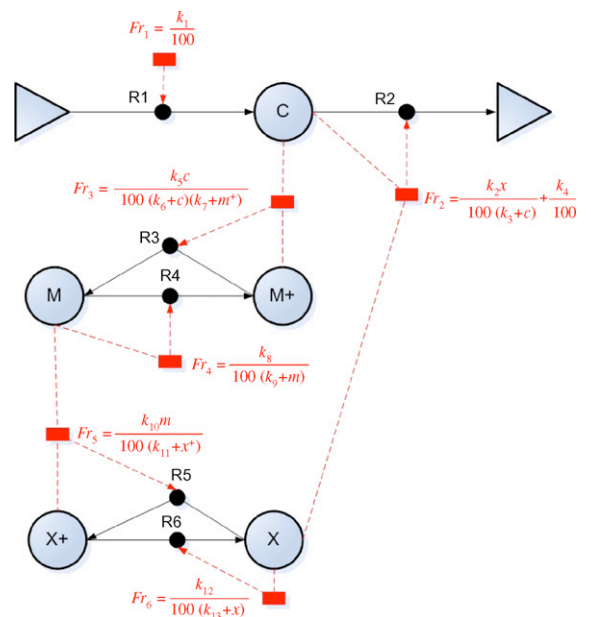 Fr₁ = k₁/100
R1
C
R2
Fr₃ = k₅c/100 (k₆+c)(k₇+m⁺)
Fr₂ = k₂x/100 (k₃+c) + k₄/100
R3
R4
M
M+
Fr₄ = k₈/100 (k₉+m)
Fr₅ = k₁₀m/100 (k₁₁+x⁺)
R5
R6
X+
X
Fr₆ = k₁₂/100 (k₁₃+x)